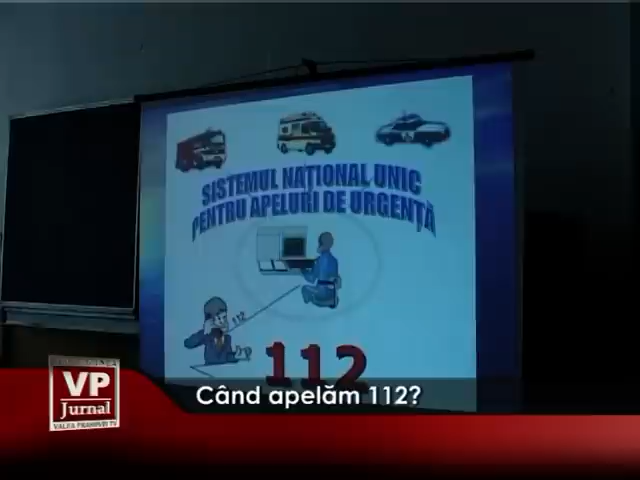 SISTEMUL NAȚIONAL UNIC
PENTRU APELURI DE URGENȚĂ
112
112
VP
Jurnal
VALEA PRAHOVEI TV
Când apelăm 112?